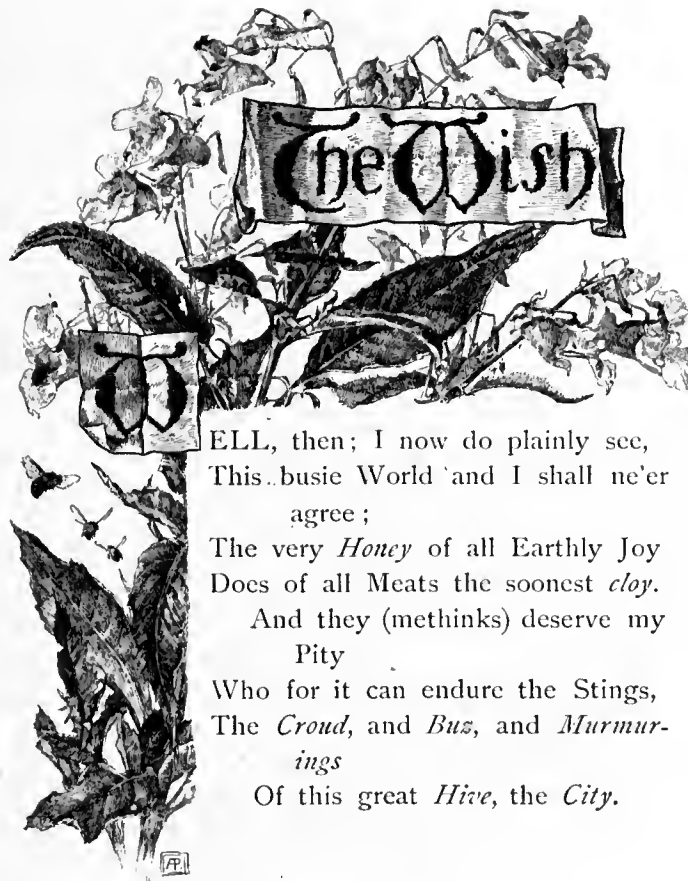 The Wish
WELL, then; I now do plainly see,
This busie World and I shall ne'er
agree;
The very Honey of all Earthly Joy
Does of all Meats the soonest cloy.
And they (methinks) deserve my
Pity
Who for it can endure the Stings,
The Croud, and Buz, and Murmur-
ings
Of this great Hive, the City.
AP.